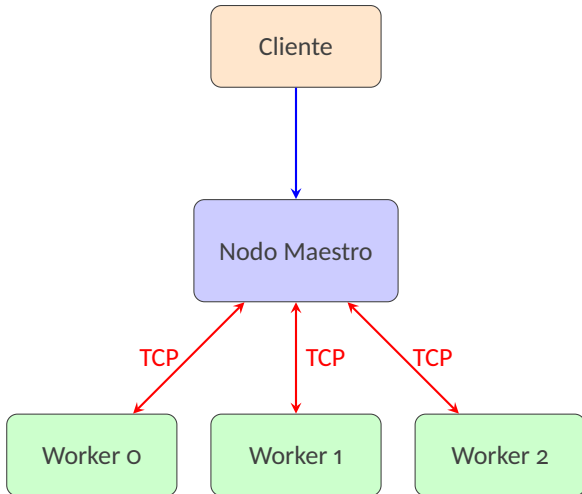 Cliente
Nodo Maestro
TCP
TCP
TCP
Worker 0
Worker 1
Worker 2